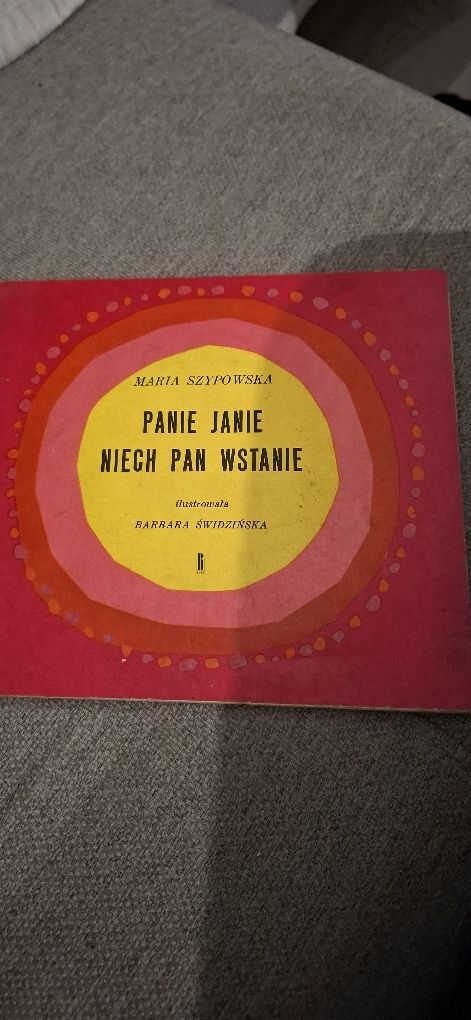 MARIA SZYPOWSKA
PANIE JANIE
NIECH PAN WSTANIE
ilustrowała
BARBARA ŚWIDZIŃSKA